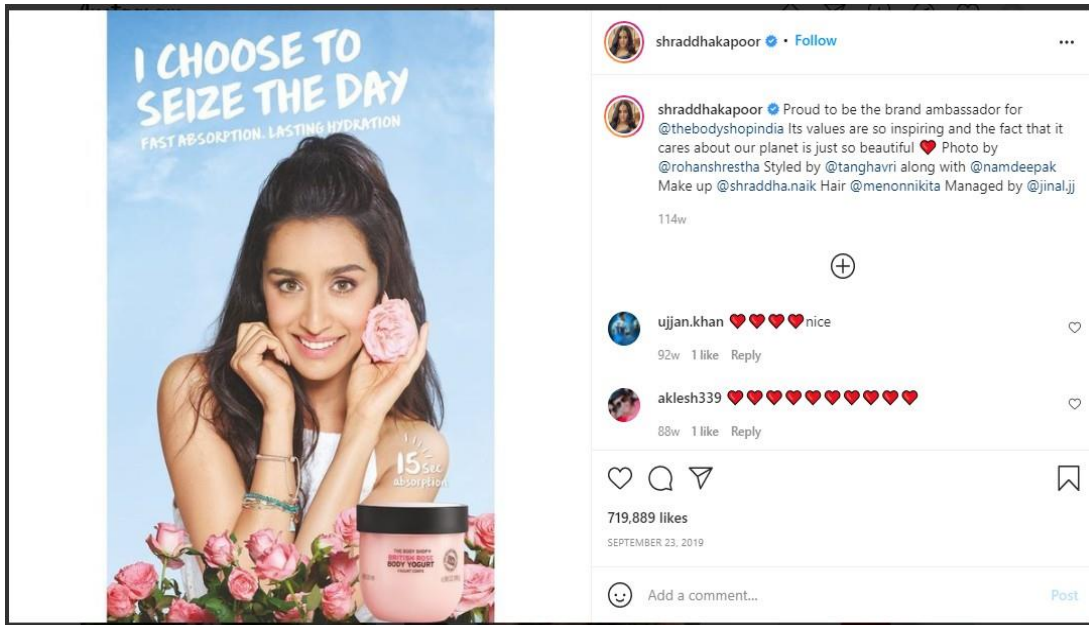 I CHOOSE TO
SEIZE THE DAY
FAST ABSORPTION. LASTING HYDRATION
15 Sec
absorption
THE BODY SHOP
BRITISH ROSE
BODY YOGURT
shraddhakapoor • Follow
shraddhakapoor Proud to be the brand ambassador for
@thebodyshopindia Its values are so inspiring and the fact that it
cares about our planet is just so beautiful ❤ Photo by
@rohanshrestha Styled by @tanghavri along with @namdeepak
Make up @shraddha.naik Hair @menonnikita Managed by @jinal.jj
114w
ujjan.khan ❤❤❤❤nice
92w 1 like Reply
aklesh339 ❤❤❤❤❤❤❤❤❤❤
88w 1 like Reply
719,889 likes
SEPTEMBER 23, 2019
Add a comment...
Post